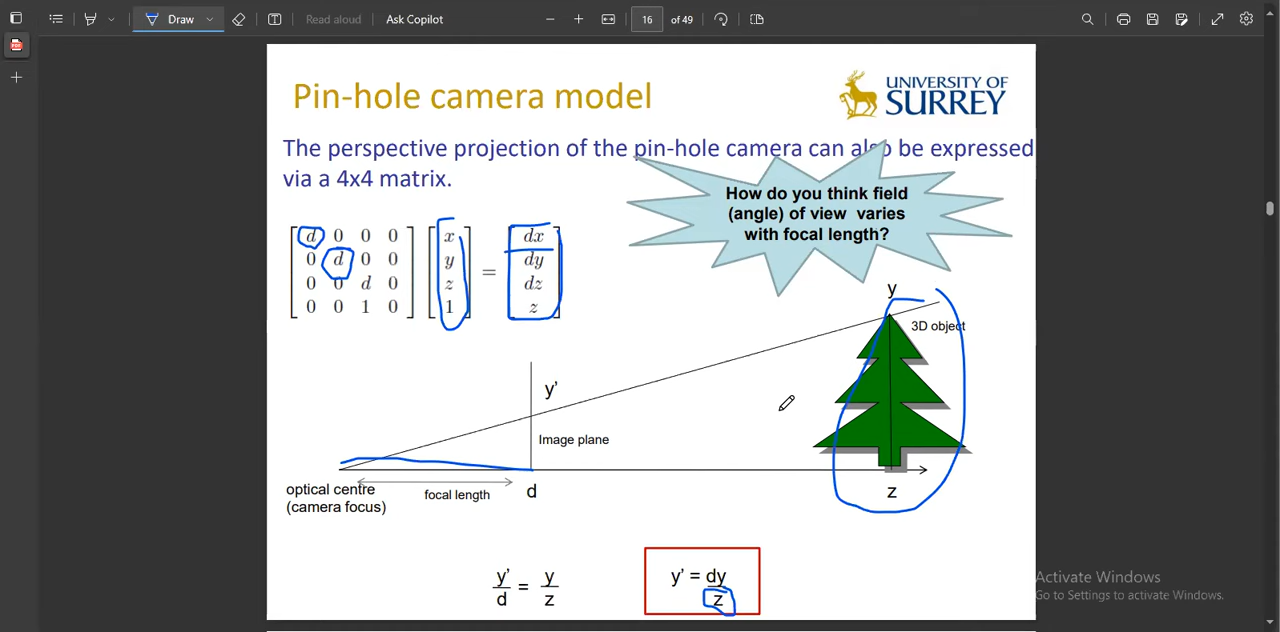 Draw
Read aloud
Ask Copilot
16
of 49
Pin-hole camera model
UNIVERSITY OF
SURREY
The perspective projection of the pin-hole camera can also be expressed
via a 4x4 matrix.
How do you think field
(angle) of view varies
with focal length?
d 0 0 0 x dx
0 d 0 0 y = dy
0 0 d 0 z dz
0 0 1 0 1 z
y
3D object
y'
Image plane
optical centre
(camera focus)
focal length
d
z
y' = y
d z
y' = dy
z
Activate Windows
Go to Settings to activate Windows.